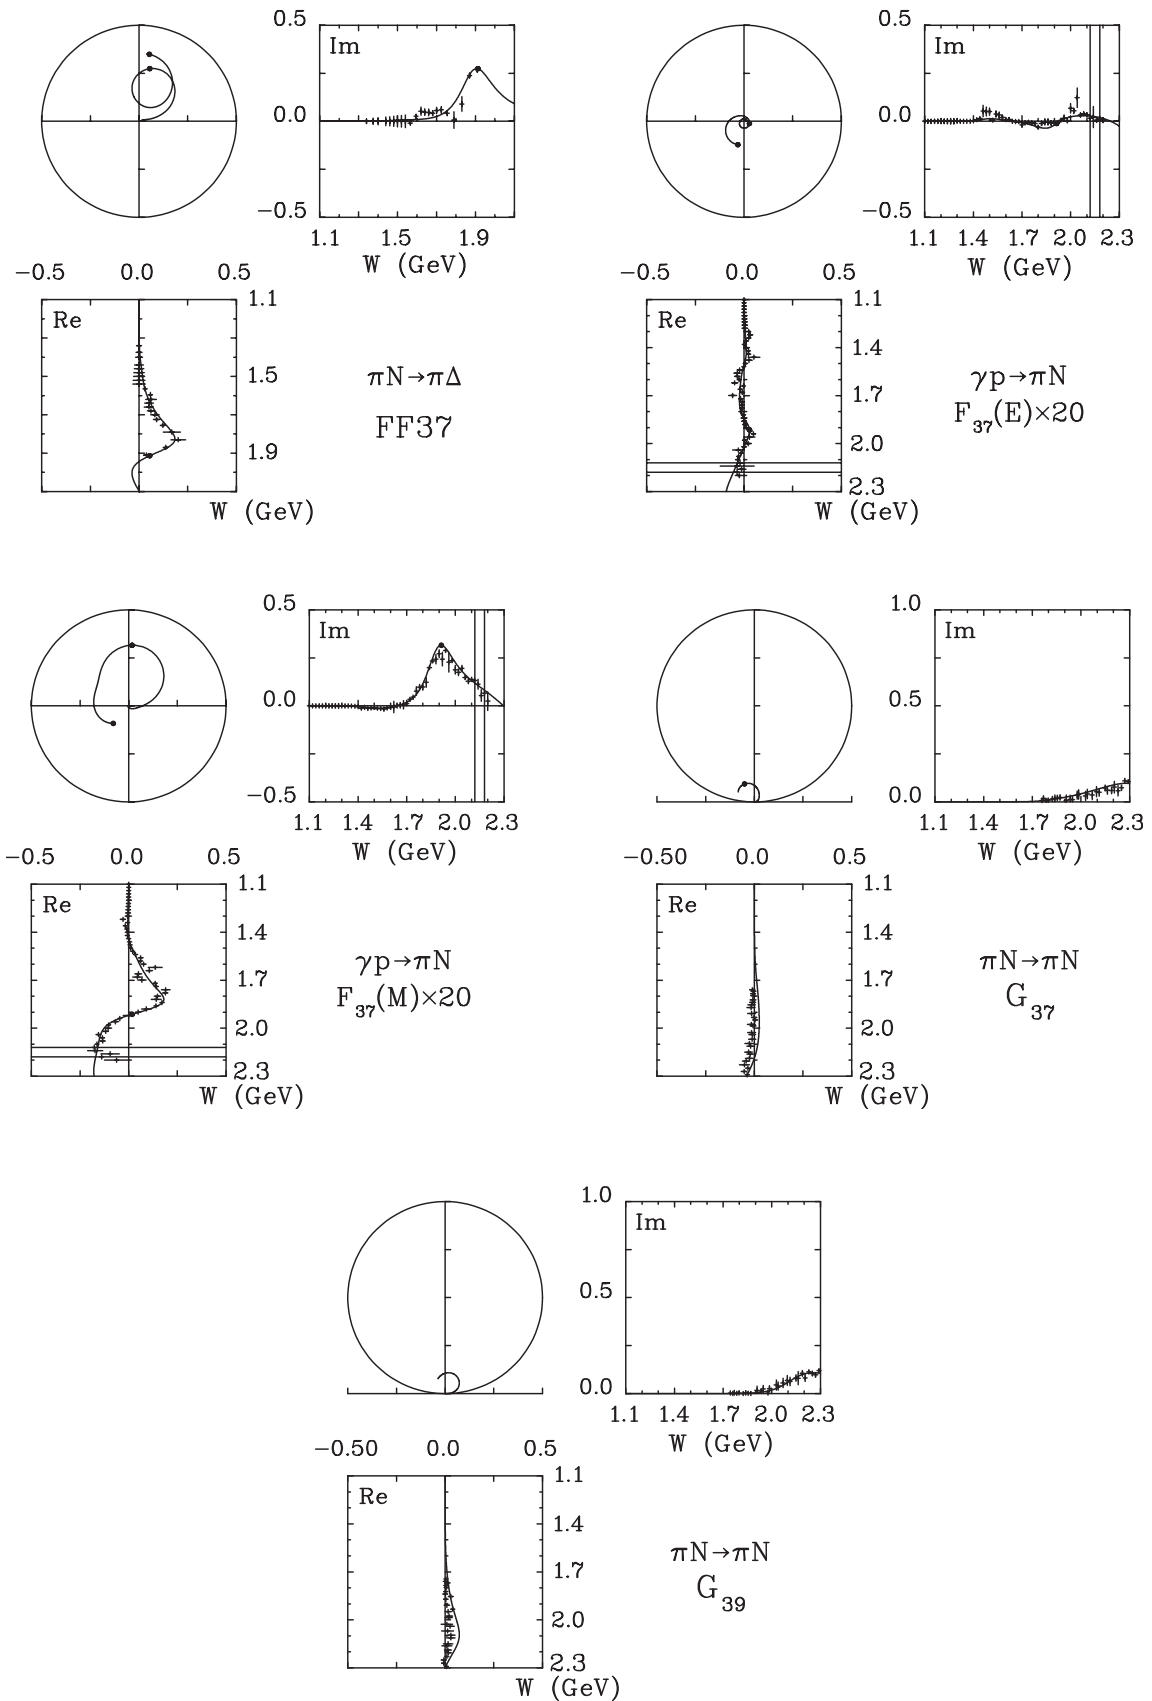 0.5
Im
0.0
−0.5
1.1 1.5 1.9
W (GeV)
−0.5 0.0 0.5
Re
1.1
1.5
1.9
W (GeV)
πN→πΔ
FF37
0.5
Im
0.0
−0.5
1.1 1.4 1.7 2.0 2.3
W (GeV)
−0.5 0.0 0.5
Re
1.1
1.4
1.7
2.0
2.3
W (GeV)
γp→πN
F37(E)×20
0.5
Im
0.0
−0.5
1.1 1.4 1.7 2.0 2.3
W (GeV)
−0.5 0.0 0.5
Re
1.1
1.4
1.7
2.0
2.3
W (GeV)
γp→πN
F37(M)×20
1.0
Im
0.5
0.0
1.1 1.4 1.7 2.0 2.3
W (GeV)
−0.50 0.0 0.5
Re
1.1
1.4
1.7
2.0
2.3
W (GeV)
πN→πN
G37
1.0
Im
0.5
0.0
1.1 1.4 1.7 2.0 2.3
W (GeV)
−0.50 0.0 0.5
Re
1.1
1.4
1.7
2.0
2.3
W (GeV)
πN→πN
G39